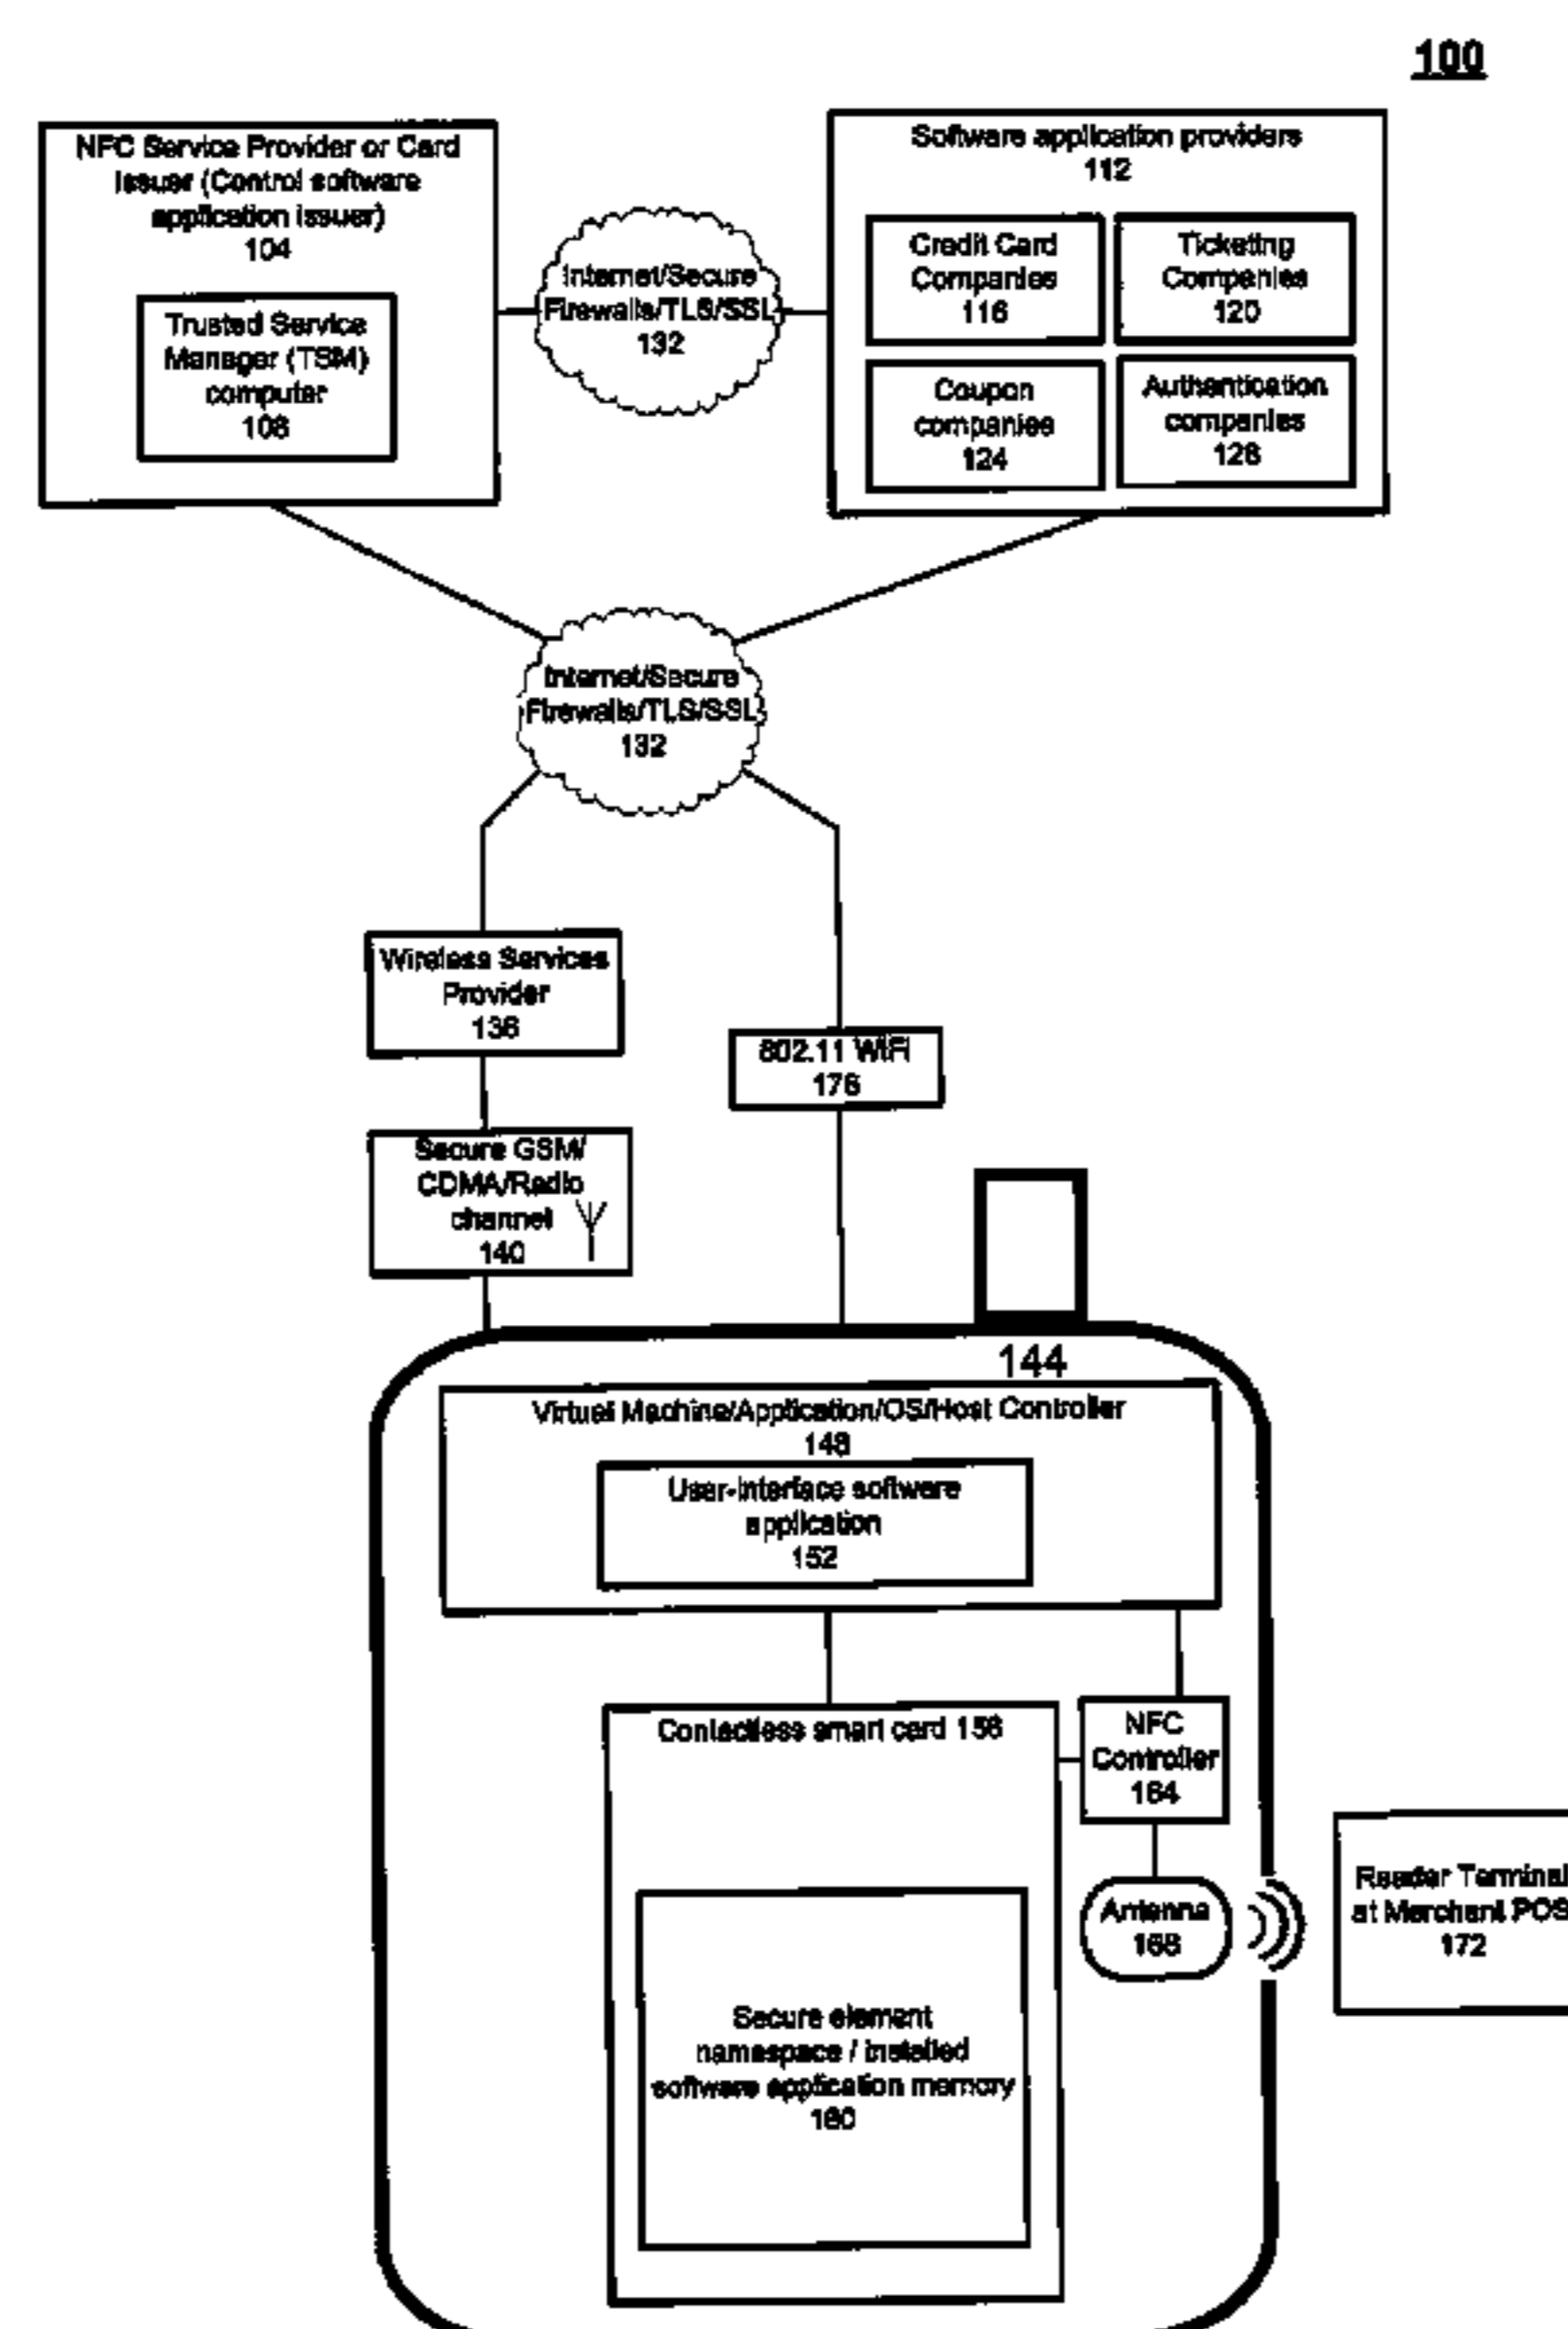 100
NFC Service Provider or Card
Issuer (Control software
application issuer)
104
Trusted Service
Manager (TSM)
computer
108
Internet/Secure
Firewalls/TLS/SSL
132
Software application providers
112
Credit Card
Companies
116
Ticketing
Companies
120
Coupon
companies
124
Authentication
companies
128
Internet/Secure
Firewalls/TLS/SSL
132
Wireless Services
Provider
136
802.11 WiFi
176
Secure GSM/
CDMA/Radio
channel
140
144
Virtual Machine/Application/OS/Host Controller
148
User-interface software
application
152
Contactless smart card 156
NFC
Controller
164
Antenna
168
Reader Terminal
at Merchant POS
172
Secure element
namespace / installed
software application memory
160